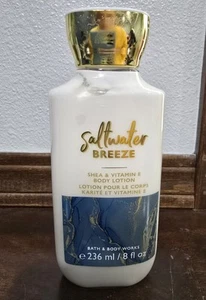 Saltwater
BREEZE
SHEA & VITAMIN E
BODY LOTION
LOTION POUR LE CORPS
KARITÉ ET VITAMINE E
BATH & BODY WORKS
e 236 ml / 8 fl oz